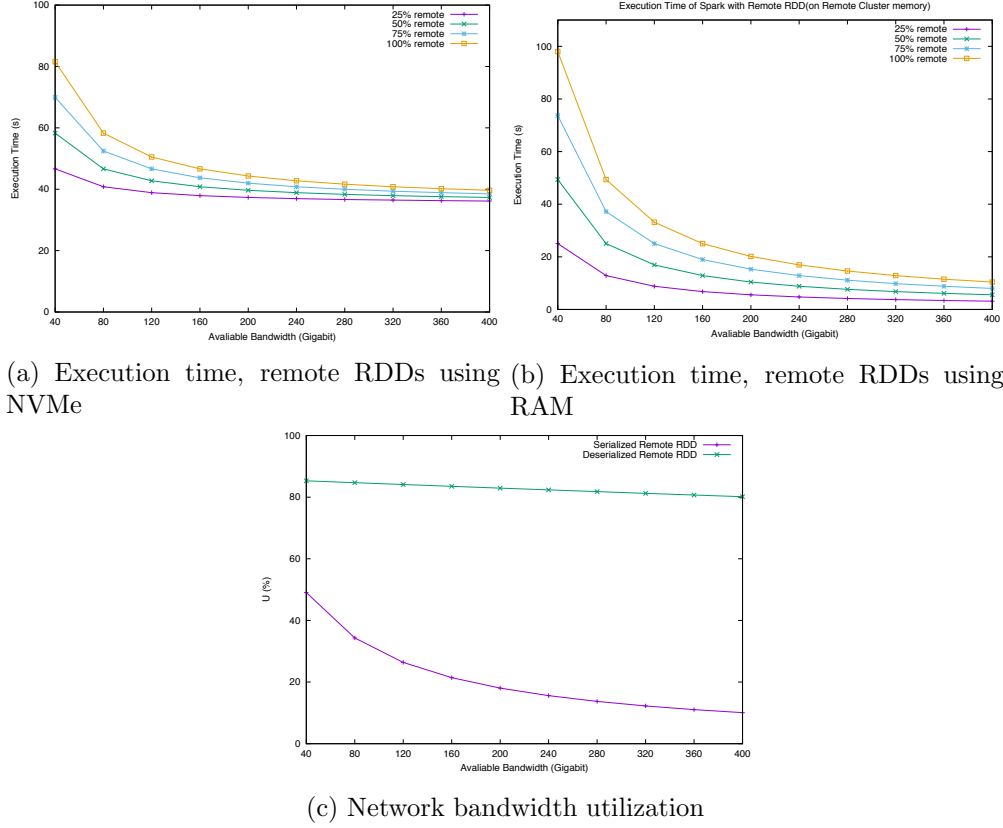 25% remote
50% remote
75% remote
100% remote
100
80
60
40
20
0
Execution Time (s)
40 80 120 160 200 240 280 320 360 400
Avaliable Bandwidth (Gigabit)
(a) Execution time, remote RDDs using
NVMe
Execution Time of Spark with Remote RDD(on Remote Cluster memory)
25% remote
50% remote
75% remote
100% remote
100
80
60
40
20
0
Execution Time (s)
40 80 120 160 200 240 280 320 360 400
Avaliable Bandwidth (Gigabit)
(b) Execution time, remote RDDs using
RAM
Serialized Remote RDD
Deserialized Remote RDD
100
80
60
40
20
0
U (%)
40 80 120 160 200 240 280 320 360 400
Avaliable Bandwidth (Gigabit)
(c) Network bandwidth utilization